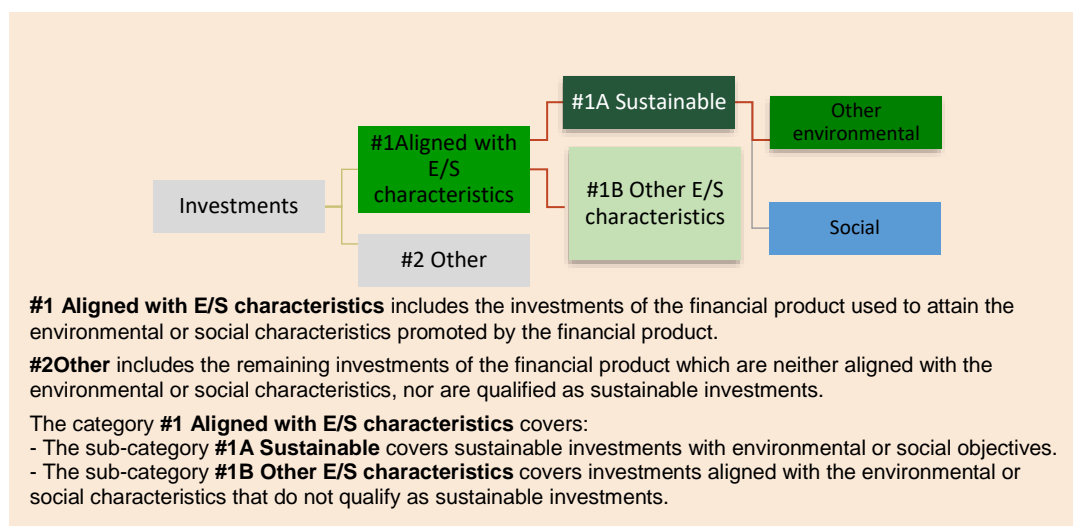 #1A Sustainable
Other
environmental
#1Aligned with
E/S
characteristics
#1B Other E/S
characteristics
Investments
Social
#2 Other
#1 Aligned with E/S characteristics includes the investments of the financial product used to attain the
environmental or social characteristics promoted by the financial product.
#2Other includes the remaining investments of the financial product which are neither aligned with the
environmental or social characteristics, nor are qualified as sustainable investments.
The category #1 Aligned with E/S characteristics covers:
- The sub-category #1A Sustainable covers sustainable investments with environmental or social objectives.
- The sub-category #1B Other E/S characteristics covers investments aligned with the environmental or
social characteristics that do not qualify as sustainable investments.